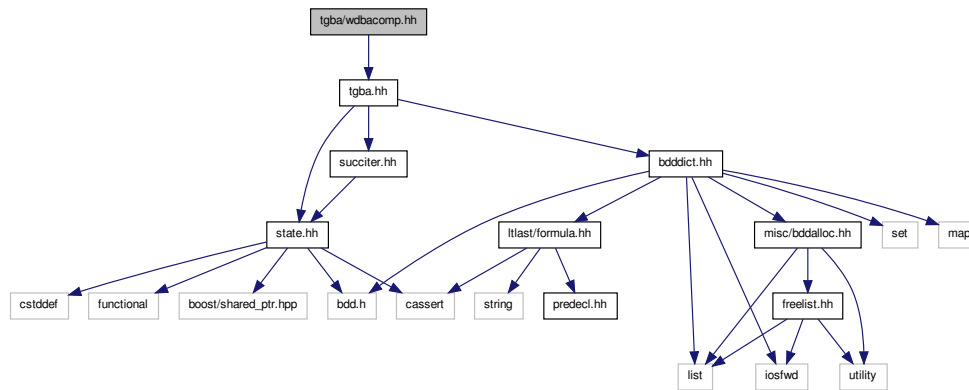 tgba/wdbacomp.hh
tgba.hh
succiter.hh
bdddict.hh
state.hh
ltlast/formula.hh
misc/bddalloc.hh
set
map
cstddef
functional
boost/shared_ptr.hpp
bdd.h
cassert
string
predecl.hh
freelist.hh
list
iosfwd
utility